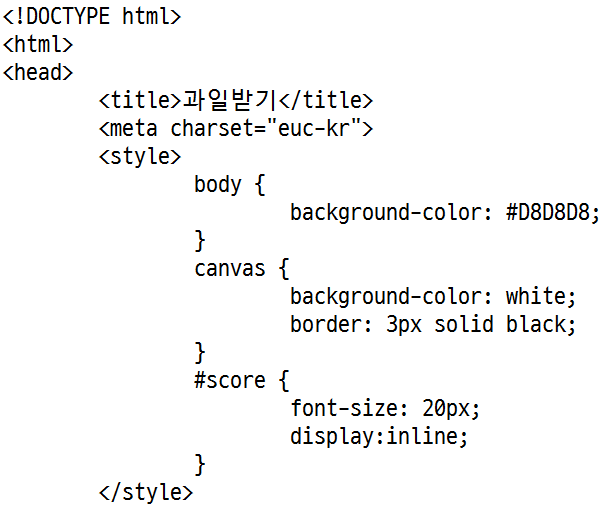 <!DOCTYPE html>
<html>
<head>
        <title>과일받기</title>
        <meta charset="euc-kr">
        <style>
                body {
                        background-color: #D8D8D8;
                }
                canvas {
                        background-color: white;
                        border: 3px solid black;
                }
                #score {
                        font-size: 20px;
                        display:inline;
                }
        </style>